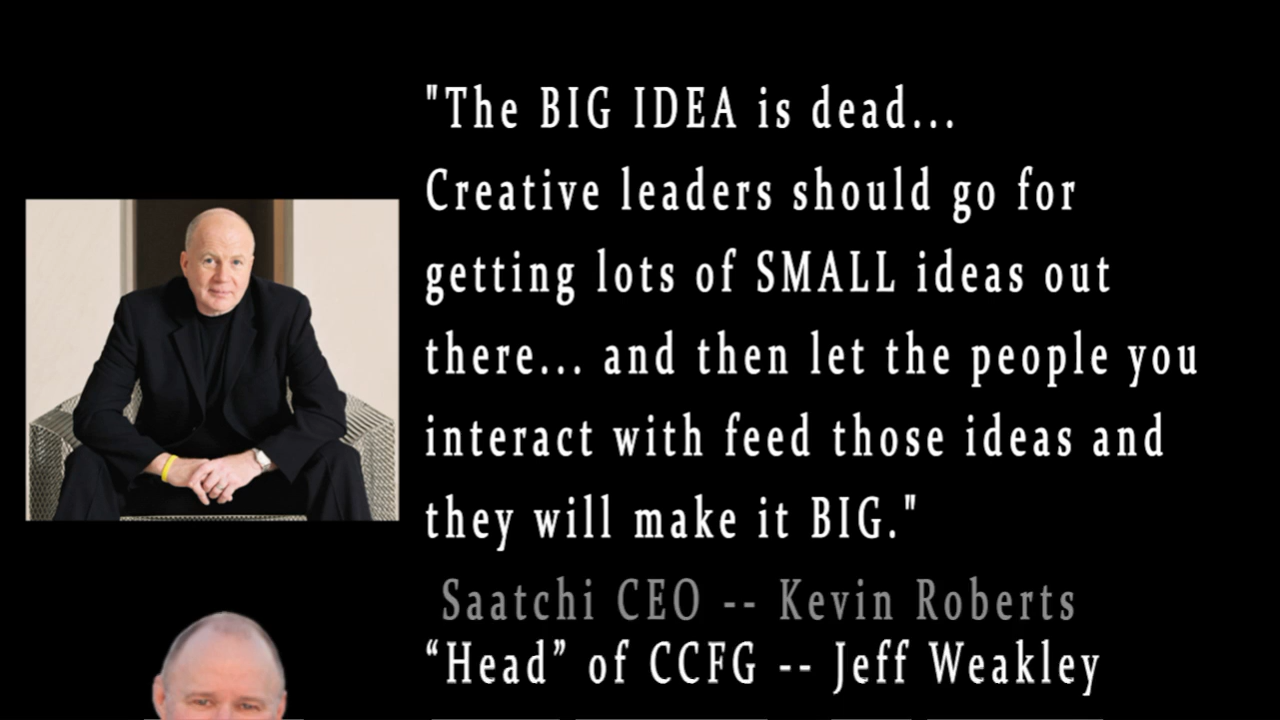 "The BIG IDEA is dead...
Creative leaders should go for
getting lots of SMALL ideas out
there... and then let the people you
interact with feed those ideas and
they will make it BIG."
Saatchi CEO -- Kevin Roberts
“Head” of CCFG -- Jeff Weakley